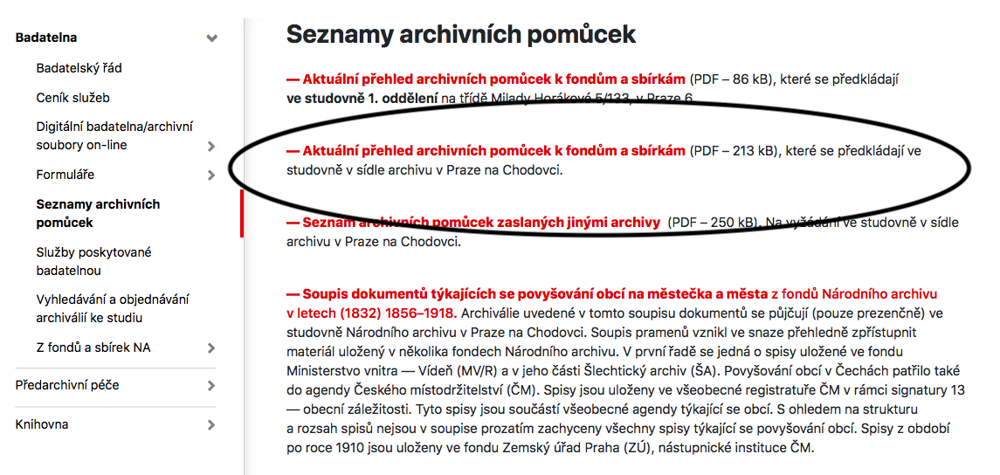 Badatelna
Badatelský řád
Ceník služeb
Digitální badatelna/archivní
soubory on-line
Formuláře
Seznamy archivních
pomůcek
Služby poskytované
badatelnou
Vyhledávání a objednávání
archiválií ke studiu
Z fondů a sbírek NA
Předarchivní péče
Knihovna
Seznamy archivních pomůcek
— Aktuální přehled archivních pomůcek k fondům a sbírkám (PDF – 86 kB), které se předkládají
ve studovně 1. oddělení na třídě Milady Horákové 5/133, v Praze 6.
— Aktuální přehled archivních pomůcek k fondům a sbírkám (PDF – 213 kB), které se předkládají ve
studovně v sídle archivu v Praze na Chodovci.
— Seznam archivních pomůcek zaslaných jinými archivy (PDF – 250 kB). Na vyžádání ve studovně v sídle
archivu v Praze na Chodovci.
— Soupis dokumentů týkajících se povyšování obcí na městečka a města z fondů Národního archivu
v letech (1832) 1856–1918. Archiválie uvedené v tomto soupisu dokumentů se půjčují (pouze prezenčně) ve
studovně Národního archivu v Praze na Chodovci. Soupis pramenů vznikl ve snaze přehledně zpřístupnit
materiál uložený v několika fondech Národního archivu. V první řadě se jedná o spisy uložené ve fondu
Ministerstvo vnitra — Vídeň (MV/R) a v jeho části Šlechtický archiv (ŠA). Povyšování obcí v Čechách patřilo také
do agendy Českého místodržitelství (ČM). Spisy jsou uloženy ve všeobecné registratuře ČM v rámci signatury 13
— obecní záležitosti. Tyto spisy jsou součástí všeobecné agendy týkající se obcí. S ohledem na strukturu
a rozsah spisů nejsou v soupise prozatím zachyceny všechny spisy týkající se povyšování obcí. Spisy z období
po roce 1910 jsou uloženy ve fondu Zemský úřad Praha (ZÚ), nástupnické instituce ČM.